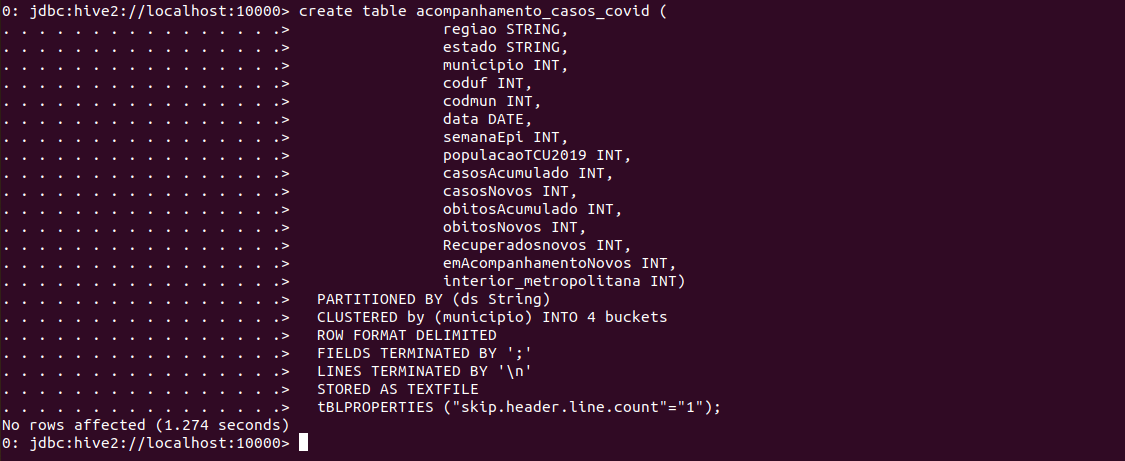 0: jdbc:hive2://localhost:10000> create table acompanhamento_casos_covid (
. . . . . . . . . . . . . . . .>                 regiao STRING,
. . . . . . . . . . . . . . . .>                 estado STRING,
. . . . . . . . . . . . . . . .>                 municipio INT,
. . . . . . . . . . . . . . . .>                 coduf INT,
. . . . . . . . . . . . . . . .>                 codmun INT,
. . . . . . . . . . . . . . . .>                 data DATE,
. . . . . . . . . . . . . . . .>                 semanaEpi INT,
. . . . . . . . . . . . . . . .>                 populacaoTCU2019 INT,
. . . . . . . . . . . . . . . .>                 casosAcumulado INT,
. . . . . . . . . . . . . . . .>                 casosNovos INT,
. . . . . . . . . . . . . . . .>                 obitosAcumulado INT,
. . . . . . . . . . . . . . . .>                 obitosNovos INT,
. . . . . . . . . . . . . . . .>                 Recuperadosnovos INT,
. . . . . . . . . . . . . . . .>                 emAcompanhamentoNovos INT,
. . . . . . . . . . . . . . . .>                 interior_metropolitana INT)
. . . . . . . . . . . . . . . .>   PARTITIONED BY (ds String)
. . . . . . . . . . . . . . . .>   CLUSTERED by (municipio) INTO 4 buckets
. . . . . . . . . . . . . . . .>   ROW FORMAT DELIMITED
. . . . . . . . . . . . . . . .>   FIELDS TERMINATED BY ';'
. . . . . . . . . . . . . . . .>   LINES TERMINATED BY '\n'
. . . . . . . . . . . . . . . .>   STORED AS TEXTFILE
. . . . . . . . . . . . . . . .>   tBLPROPERTIES ("skip.header.line.count"="1");
No rows affected (1.274 seconds)
0: jdbc:hive2://localhost:10000>